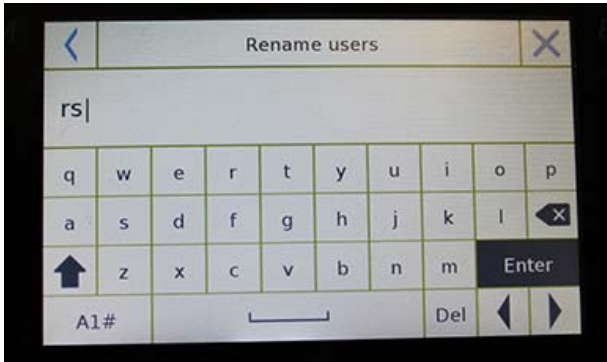 Rename users
rs
q w e r t y u i o p
a s d f g h j k l
z x c v b n m Enter
A1# Del